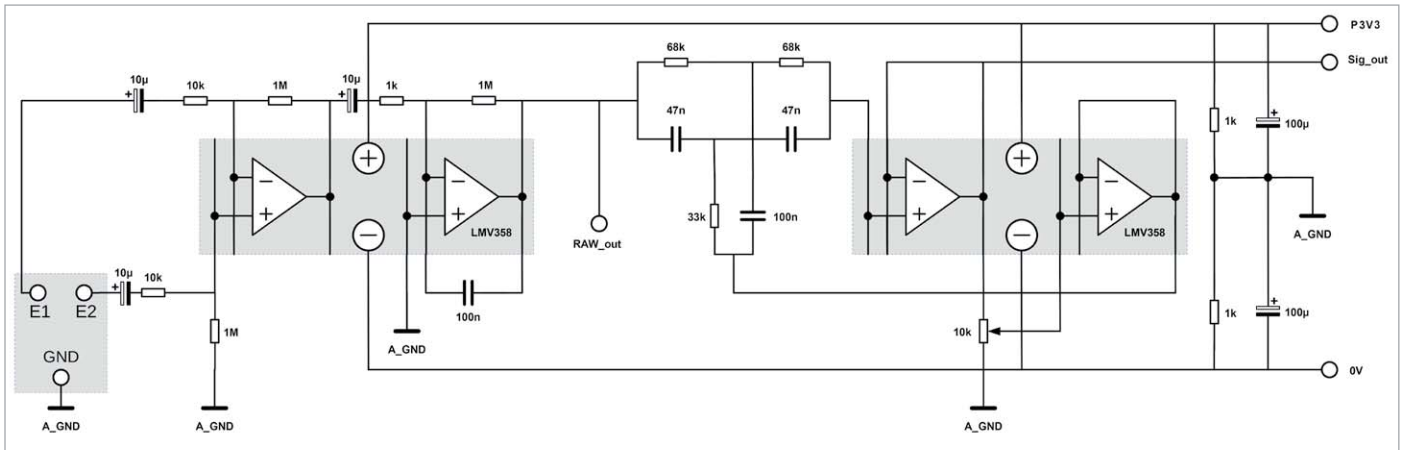 P3V3
68k
68k
Sig_out
10µ
10k
1M
10µ
1k
1M
+
+
47n
47n
1k
+
100µ
+
+
−
−
−
−
+
+
33k
100n
+
+
LMV358
RAW_out
LMV358
A_GND
−
−
10µ
10k
+
E1
E2
100n
1k
+
100µ
1M
10k
A_GND
GND
0V
A_GND
A_GND
A_GND